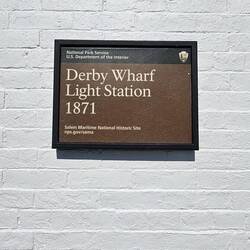 National Park Service
U.S. Department of the Interior
Derby Wharf
Light Station
1871
Salem Maritime National Historic Site
nps.gov/sama